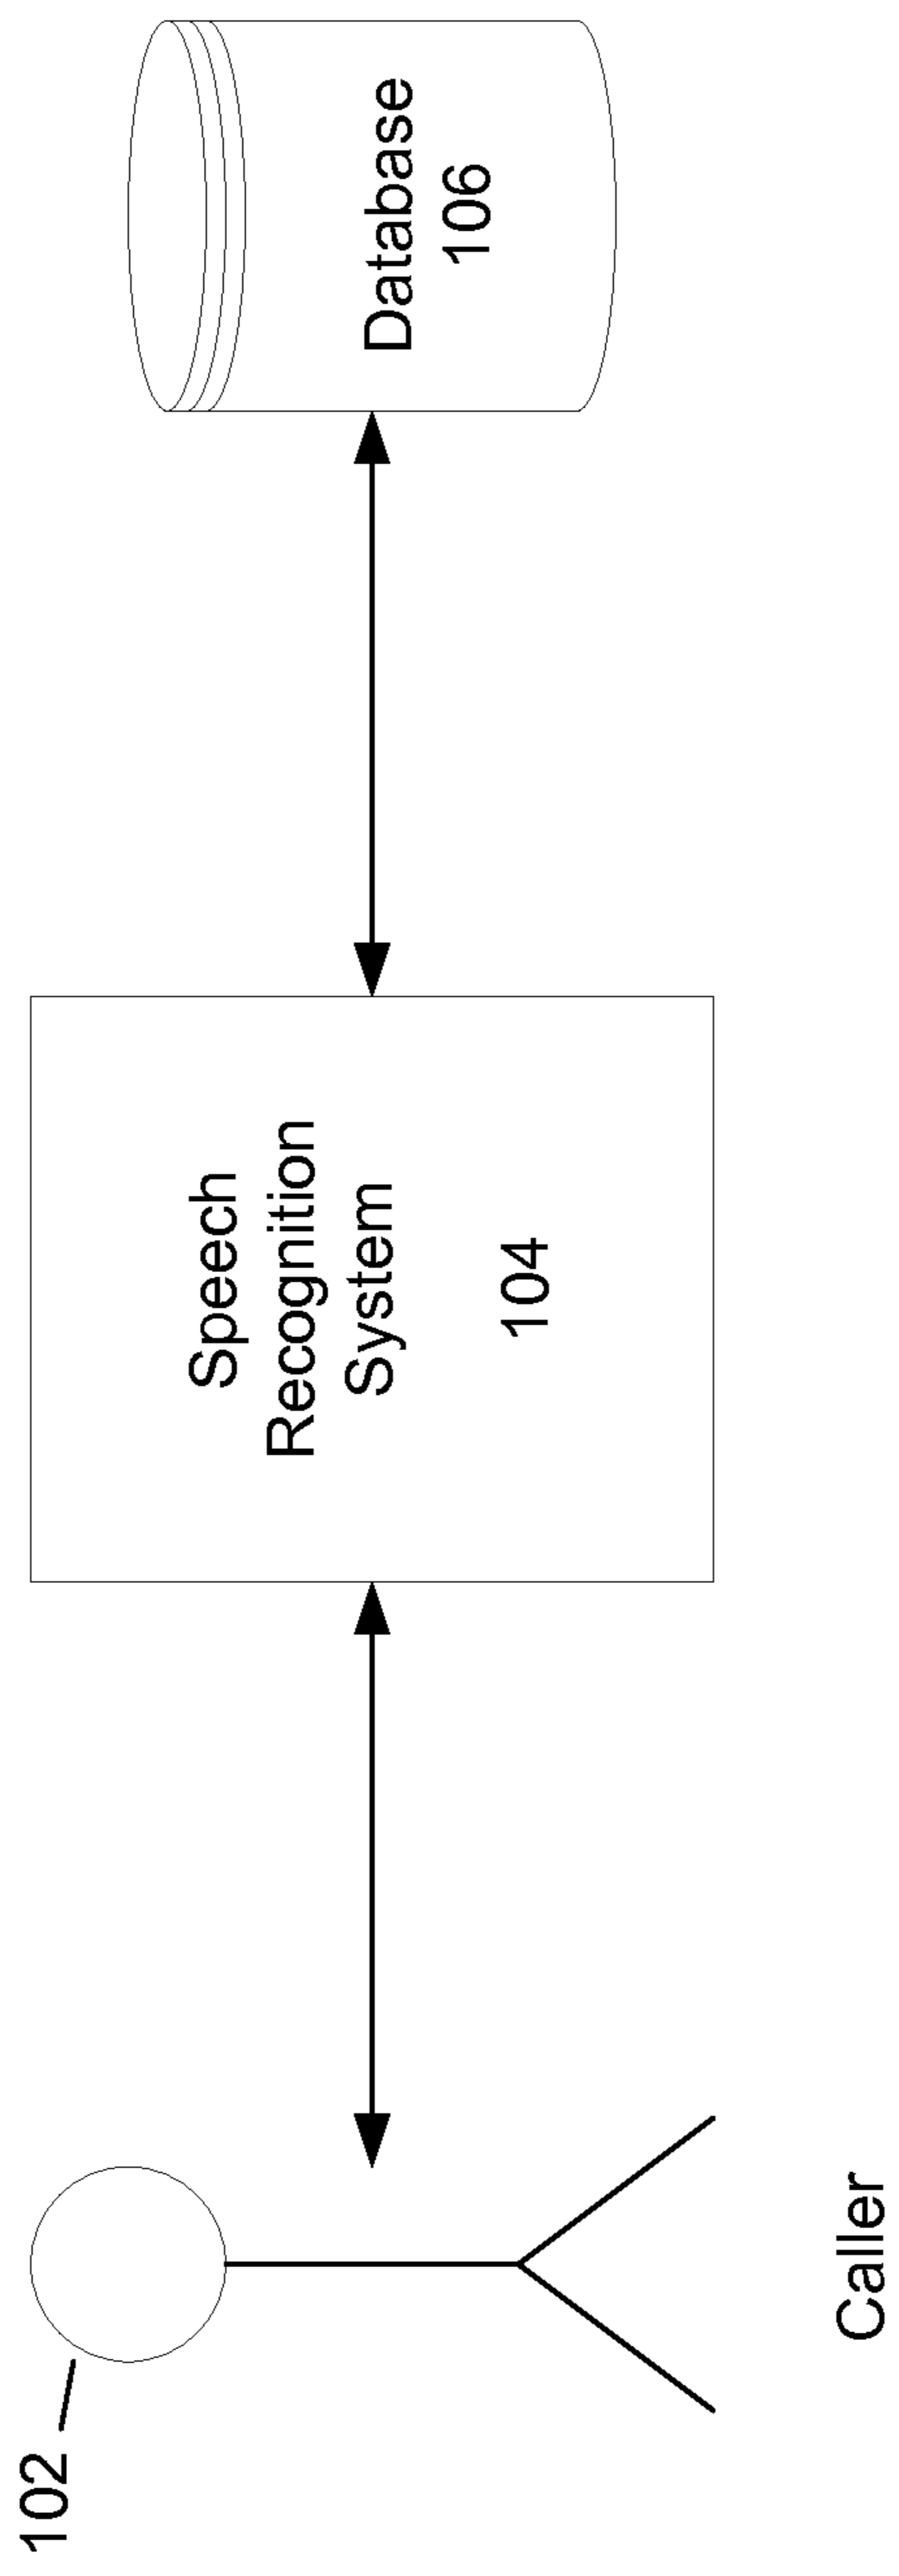 102
Caller
Speech
Recognition
System
104
Database
106